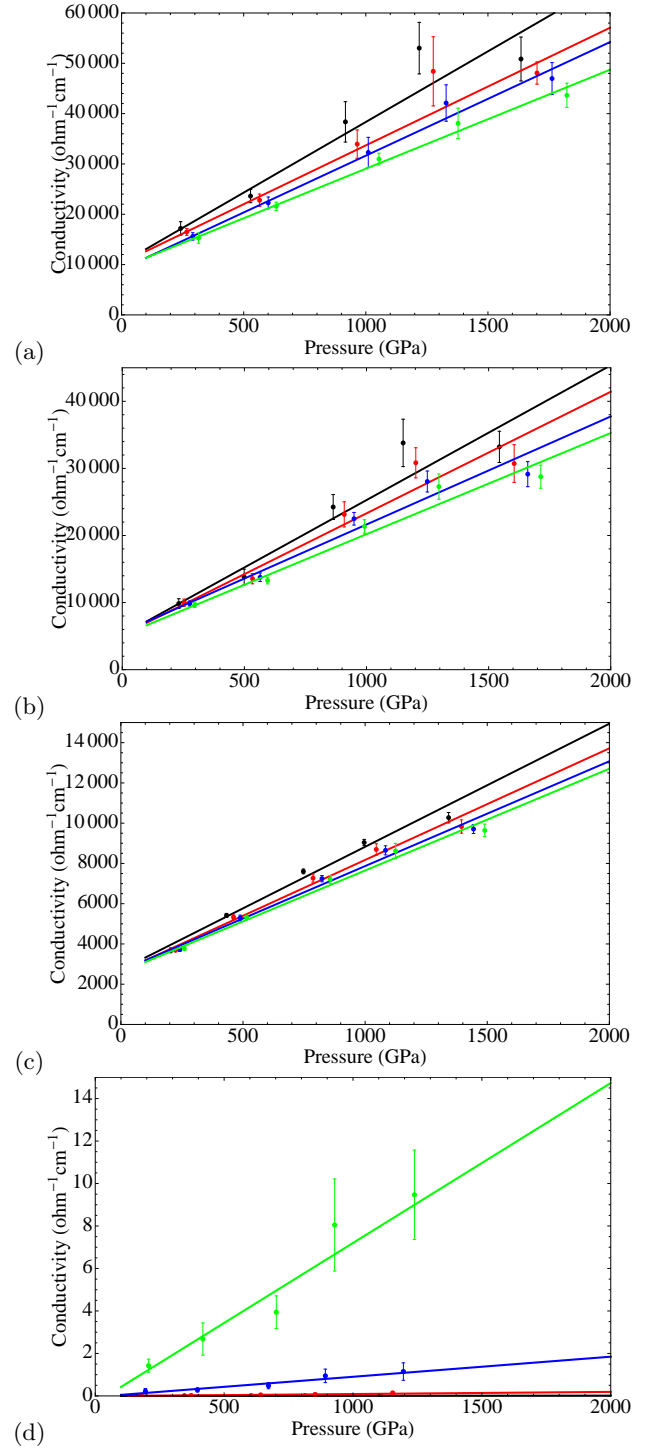 60 000
50 000
40 000
30 000
20 000
10 000
0
Conductivity (ohm⁻¹cm⁻¹)
0 500 1000 1500 2000
Pressure (GPa)
(a)
40 000
30 000
20 000
10 000
0
Conductivity (ohm⁻¹cm⁻¹)
0 500 1000 1500 2000
Pressure (GPa)
(b)
14 000
12 000
10 000
8000
6000
4000
2000
0
Conductivity (ohm⁻¹cm⁻¹)
0 500 1000 1500 2000
Pressure (GPa)
(c)
14
12
10
8
6
4
2
0
Conductivity (ohm⁻¹cm⁻¹)
0 500 1000 1500 2000
Pressure (GPa)
(d)